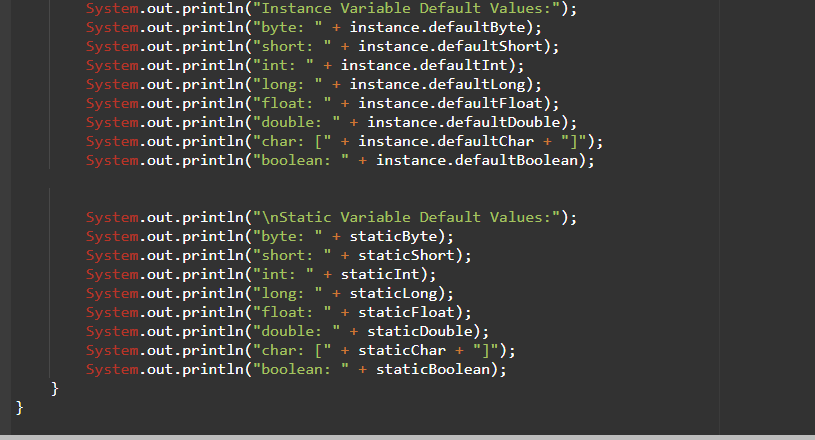 System.out.println("Instance Variable Default Values:");
System.out.println("byte: " + instance.defaultByte);
System.out.println("short: " + instance.defaultShort);
System.out.println("int: " + instance.defaultInt);
System.out.println("long: " + instance.defaultLong);
System.out.println("float: " + instance.defaultFloat);
System.out.println("double: " + instance.defaultDouble);
System.out.println("char: [" + instance.defaultChar + "]");
System.out.println("boolean: " + instance.defaultBoolean);
System.out.println("\nStatic Variable Default Values:");
System.out.println("byte: " + staticByte);
System.out.println("short: " + staticShort);
System.out.println("int: " + staticInt);
System.out.println("long: " + staticLong);
System.out.println("float: " + staticFloat);
System.out.println("double: " + staticDouble);
System.out.println("char: [" + staticChar + "]");
System.out.println("boolean: " + staticBoolean);
}
}